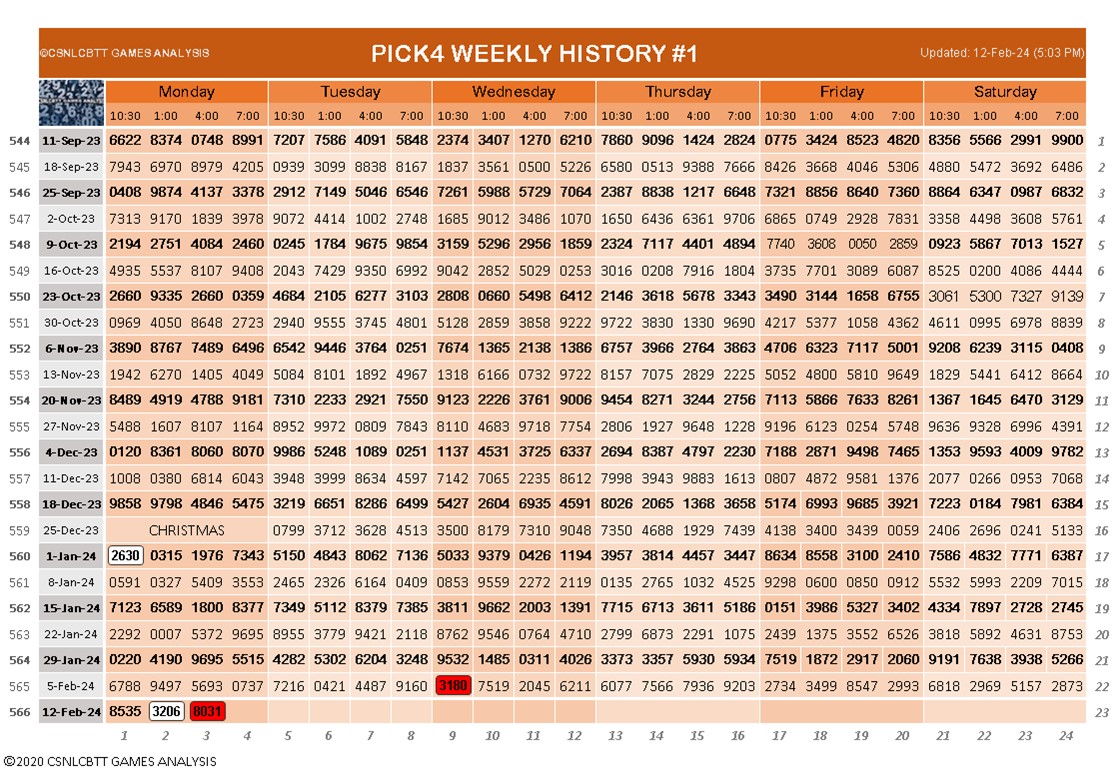 ©CSNLCBTT GAMES ANALYSIS PICK4 WEEKLY HISTORY #1 Updated: 12-Feb-24 (5:03 PM)
Monday Tuesday Wednesday Thursday Friday Saturday
10:30 1:00 4:00 7:00 10:30 1:00 4:00 7:00 10:30 1:00 4:00 7:00 10:30 1:00 4:00 7:00 10:30 1:00 4:00 7:00 10:30 1:00 4:00 7:00
544 11-Sep-23 6622 8374 0748 8991 7207 7586 4091 5848 2374 3407 1270 6210 7860 9096 1424 2824 0775 3424 8523 4820 8356 5566 2991 9900 1
545 18-Sep-23 7943 6970 8979 4205 0939 3099 8838 8167 1837 3561 0500 5226 6580 0513 9388 7666 8426 3668 4046 5306 4880 5472 3692 6486 2
546 25-Sep-23 0408 9874 4137 3378 2912 7149 5046 6546 7261 5988 5729 7064 2387 8838 1217 6648 7321 8856 8640 7360 8864 6347 0987 6832 3
547 2-Oct-23 7313 9170 1839 3978 9072 4414 1002 2748 1685 9012 3486 1070 1650 6436 6361 9706 6865 0749 2928 7831 3358 4498 3608 5761 4
548 9-Oct-23 2194 2751 4084 2460 0245 1784 9675 9854 3159 5296 2956 1859 2324 7117 4401 4894 7740 3608 0050 2859 0923 5867 7013 1527 5
549 16-Oct-23 4935 5537 8107 9408 2043 7429 9350 6992 9042 2852 5029 0253 3016 0208 7916 1804 3735 7701 3089 6087 8525 0200 4086 4444 6
550 23-Oct-23 2660 9335 2660 0359 4684 2105 6277 3103 2808 0660 5498 6412 2146 3618 5678 3343 3490 3144 1658 6755 3061 5300 7327 9139 7
551 30-Oct-23 0969 4050 8648 2723 2940 9555 3745 4801 5128 2859 3858 9222 9722 3830 1330 9690 4217 5377 1058 4362 4611 0995 6978 8839 8
552 6-Nov-23 3890 8767 7489 6496 6542 9446 3764 0251 7674 1365 2138 1386 6757 3966 2764 3863 4706 6323 7117 5001 9208 6239 3115 0408 9
553 13-Nov-23 1942 6270 1405 4049 5084 8101 1892 4967 1318 6166 0732 9722 8157 7075 2829 2225 5052 4800 5810 9649 1829 5441 6412 8664 10
554 20-Nov-23 8489 4919 4788 9181 7310 2233 2921 7550 9123 2226 3761 9006 9454 8271 3244 2756 7113 5866 7633 8261 1367 1645 6470 3129 11
555 27-Nov-23 5488 1607 8107 1164 8952 9972 0809 7843 8110 4683 9718 7754 2806 1927 9648 1228 9196 6123 0254 5748 9636 9328 6996 4391 12
556 4-Dec-23 0120 8361 8060 8070 9986 5248 1089 0251 1137 4531 3725 6337 2694 8387 4797 2230 7188 2871 9498 7465 1353 9593 4009 9782 13
557 11-Dec-23 1008 0380 6814 6043 3948 3999 8634 4597 7142 7065 2235 8612 7998 3943 9883 1613 0807 4872 9581 1376 2077 0266 0953 7068 14
558 18-Dec-23 9858 9798 4846 5475 3219 6651 8286 6499 5427 2604 6935 4591 8026 2065 1368 3658 5174 6993 9685 3921 7223 0184 7981 6384 15
559 25-Dec-23 CHRISTMAS 0799 3712 3628 4513 3500 8179 7310 9048 7350 4688 1929 7439 4138 3400 3439 0059 2406 2696 0241 5133 16
560 1-Jan-24 2630 0315 1976 7343 5150 4843 8062 7136 5033 9379 0426 1194 3957 3814 4457 3447 8634 8558 3100 2410 7586 4832 7771 6387 17
561 8-Jan-24 0591 0327 5409 3553 2465 2326 6164 0409 0853 9559 2272 2119 0135 2765 1032 4525 9298 0600 0850 0912 5532 5993 2209 7015 18
562 15-Jan-24 7123 6589 1800 8377 7349 5112 8379 7385 3811 9662 2003 1391 7715 6713 3611 5186 0151 3986 5327 3402 4334 7897 2728 2745 19
563 22-Jan-24 2292 0007 5372 9695 8955 3779 9421 2118 8762 9546 0764 4710 2799 6873 2291 1075 2439 1375 3552 6526 3818 5892 4631 8753 20
564 29-Jan-24 0220 4190 9695 5515 4282 5302 6204 3248 9532 1485 0311 4026 3373 3357 5930 5934 7519 1872 2917 2060 9191 7638 3938 5266 21
565 5-Feb-24 6788 9497 5693 0737 7216 0421 4487 9160 3180 7519 2045 6211 6077 7566 7936 9203 2734 3499 8547 2993 6818 2969 5157 2873 22
566 12-Feb-24 8535 3206 8031 23
1 2 3 4 5 6 7 8 9 10 11 12 13 14 15 16 17 18 19 20 21 22 23 24
©2020 CSNLCBTT GAMES ANALYSIS